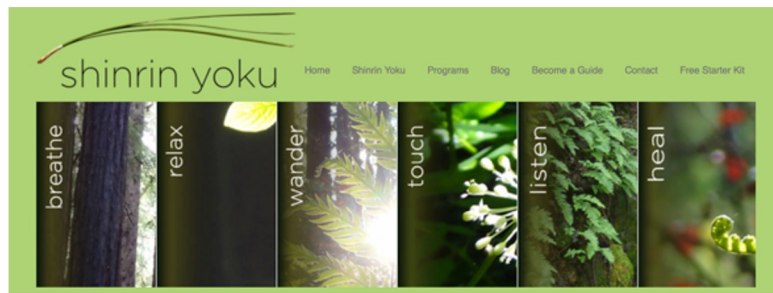 shinrin yoku
Home Shinrin Yoku Programs Blog Become a Guide Contact Free Starter Kit
breathe
relax
wander
touch
listen
heal